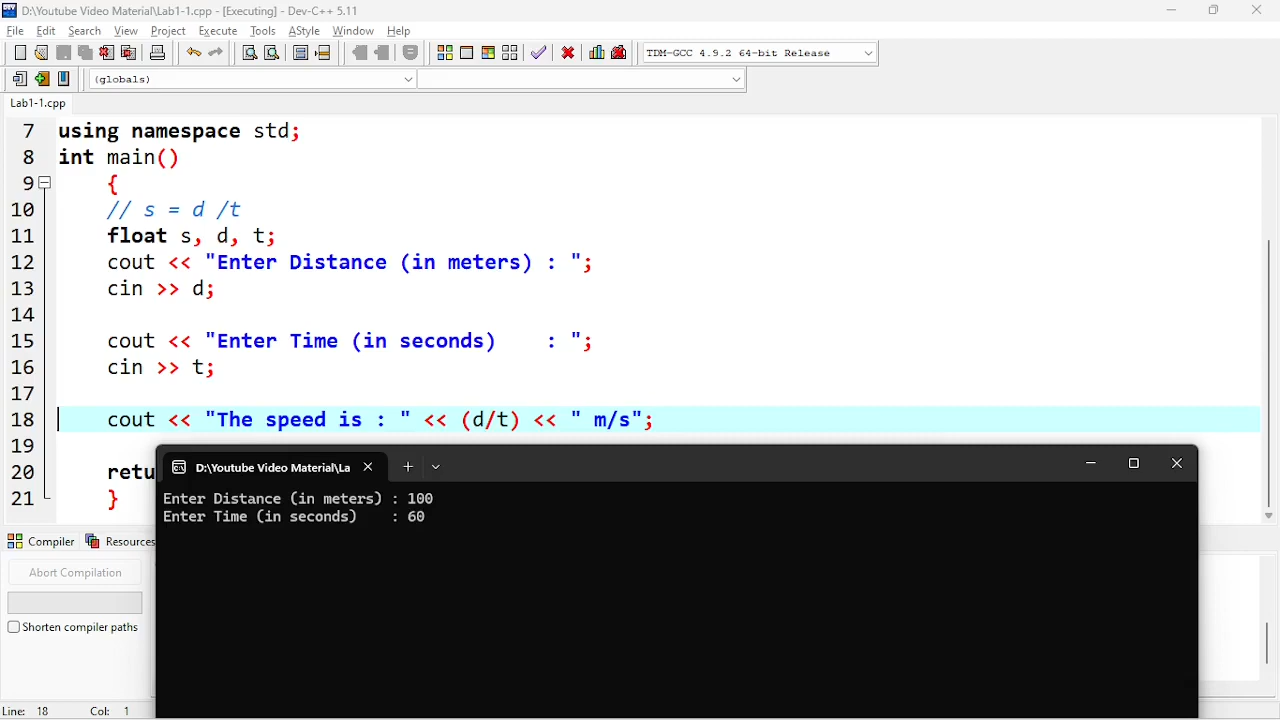 D:\Youtube Video Material\Lab1-1.cpp - [Executing] - Dev-C++ 5.11
File Edit Search View Project Execute Tools AStyle Window Help
TDM-GCC 4.9.2 64-bit Release
(globals)
Lab1-1.cpp
7 using namespace std;
8 int main()
9 {
10 // s = d /t
11 float s, d, t;
12 cout << "Enter Distance (in meters) : ";
13 cin >> d;
14
15 cout << "Enter Time (in seconds)    : ";
16 cin >> t;
17
18 cout << "The speed is : " << (d/t) << " m/s";
19
20 retu
21 }
D:\Youtube Video Material\La
Enter Distance (in meters) : 100
Enter Time (in seconds)    : 60
Compiler Resources
Abort Compilation
Shorten compiler paths
Line: 18 Col: 1